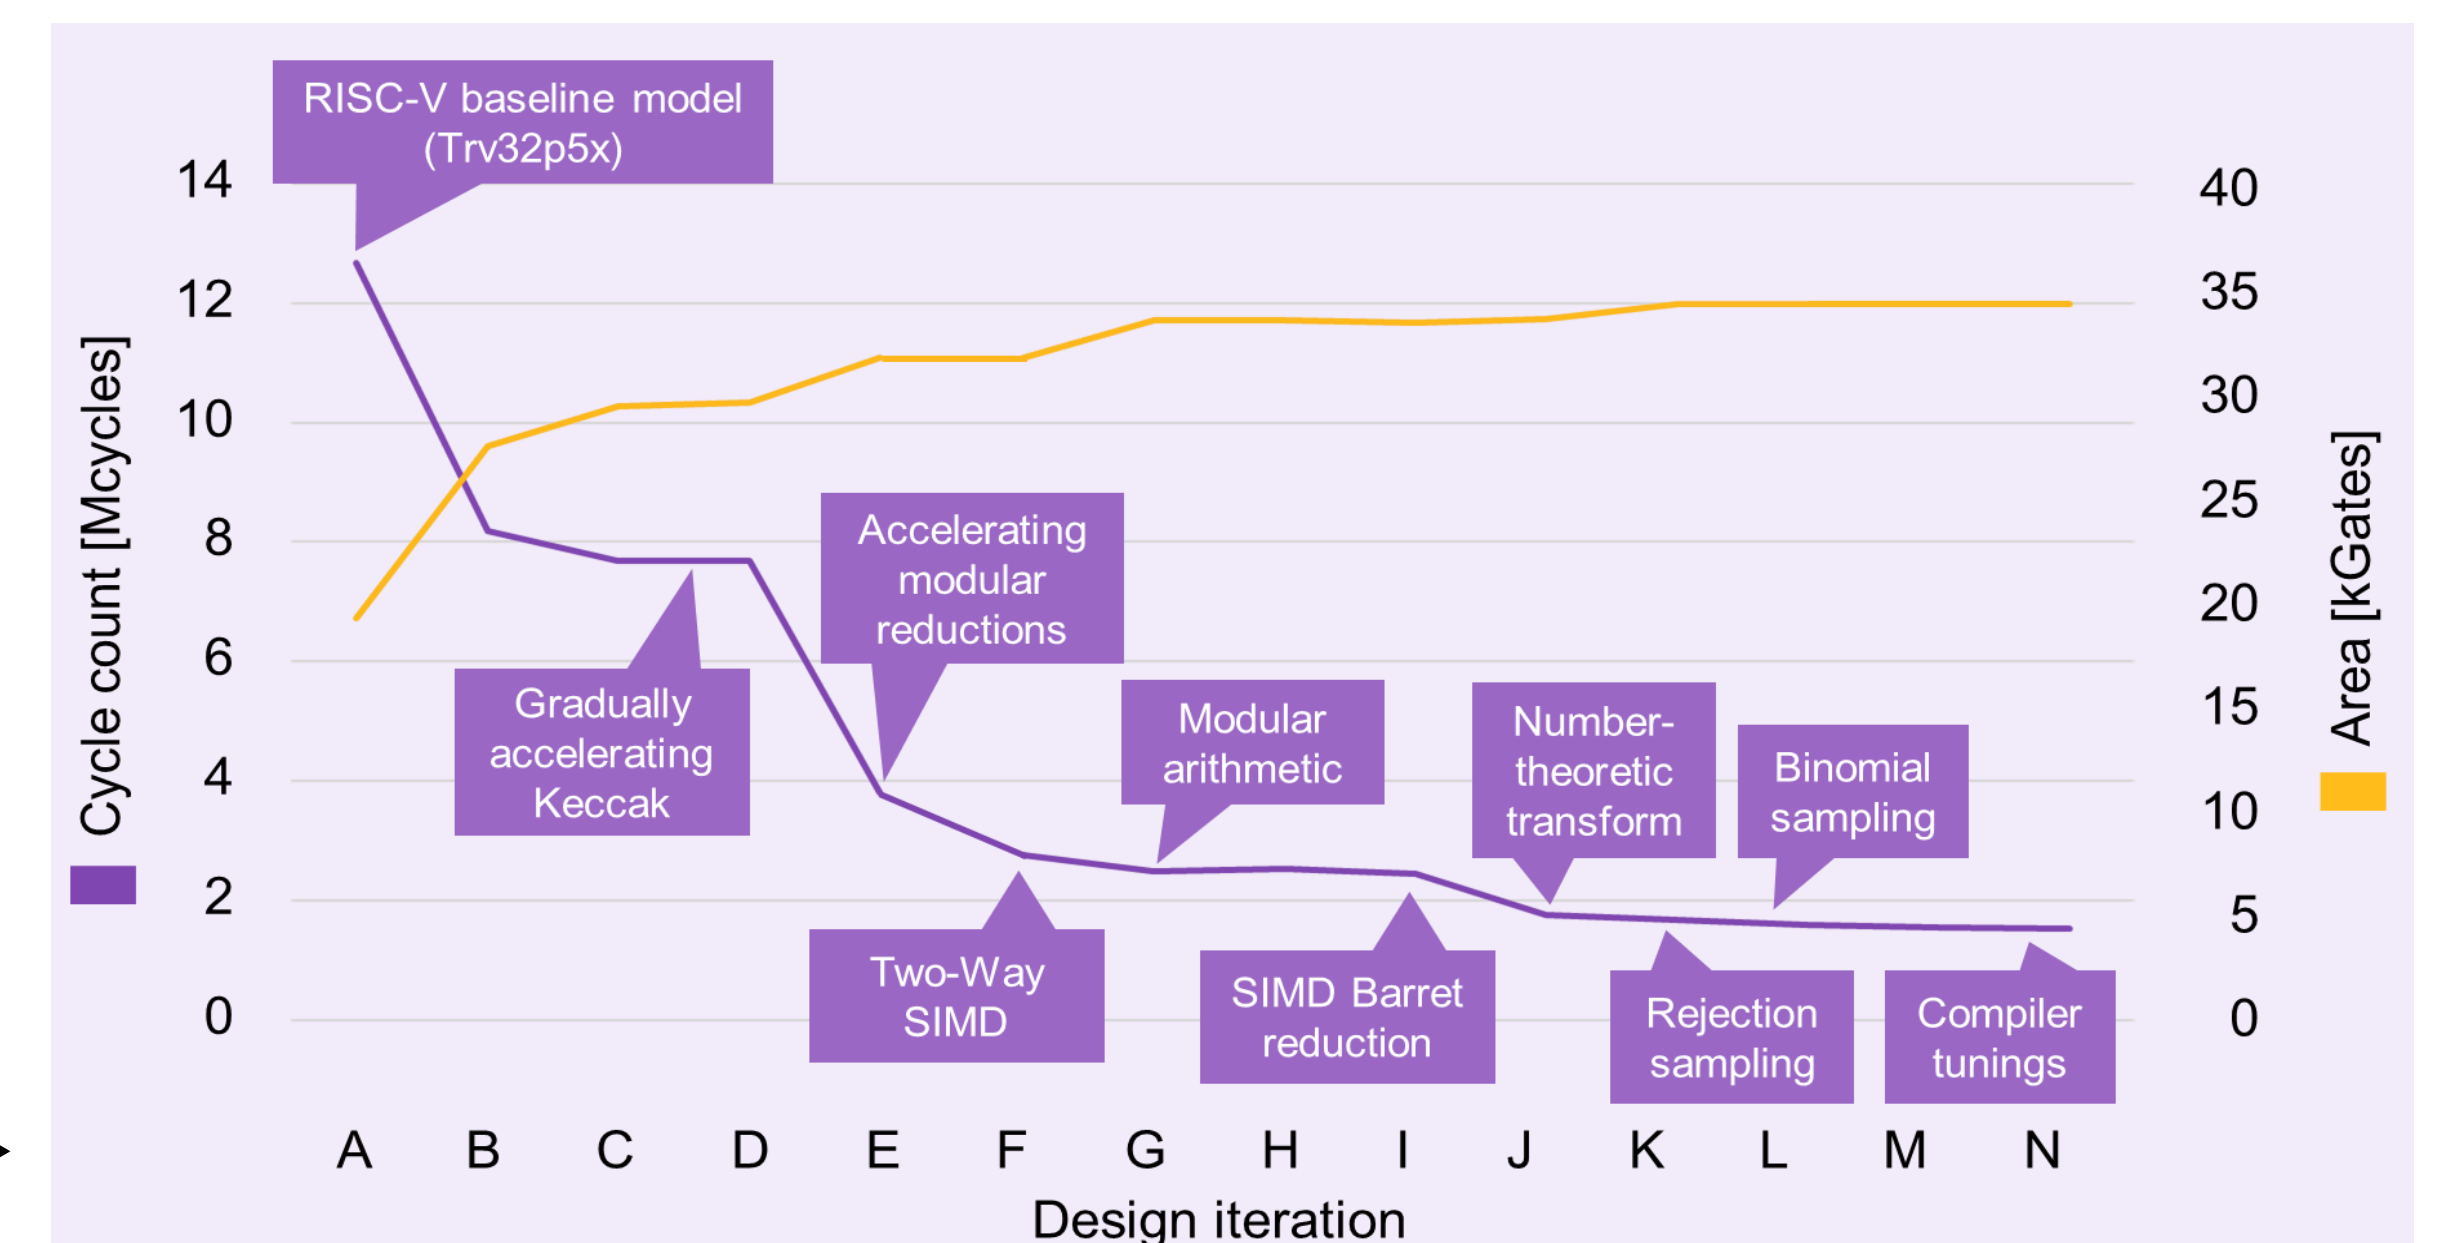 RISC-V baseline model
(Trv32p5x)
14
12
10
8
6
4
2
0
Cycle count [Mcycles]
40
35
30
25
20
15
10
5
0
Area [kGates]
Gradually
accelerating
Keccak
Accelerating
modular
reductions
Two-Way
SIMD
Modular
arithmetic
SIMD Barret
reduction
Number-
theoretic
transform
Rejection
sampling
Binomial
sampling
Compiler
tunings
A B C D E F G H I J K L M N
Design iteration